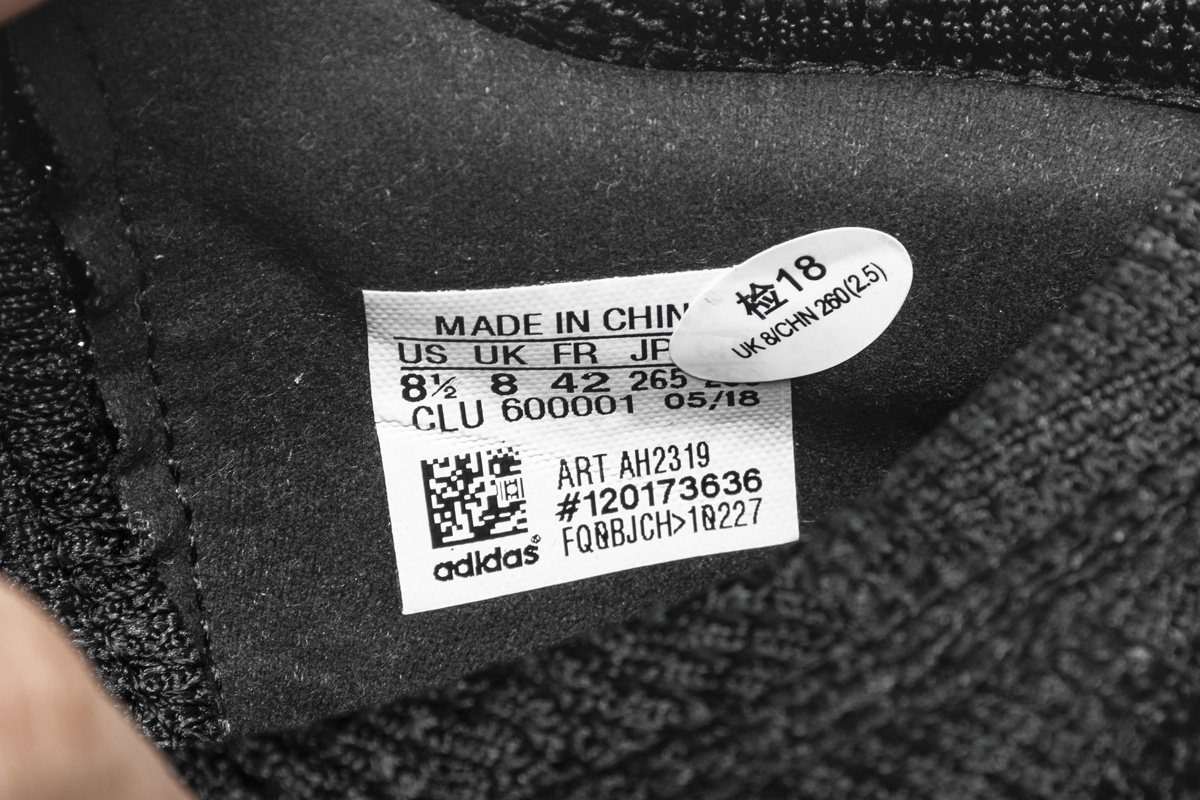 MADE IN CHIN
US UK FR JP
8½ 8 42 265
CLU 600001 05/18
ART AH2319
#120173636
FQ0BJCH>10227
adidas®
检18
UK 8/CHN 260(2.5)